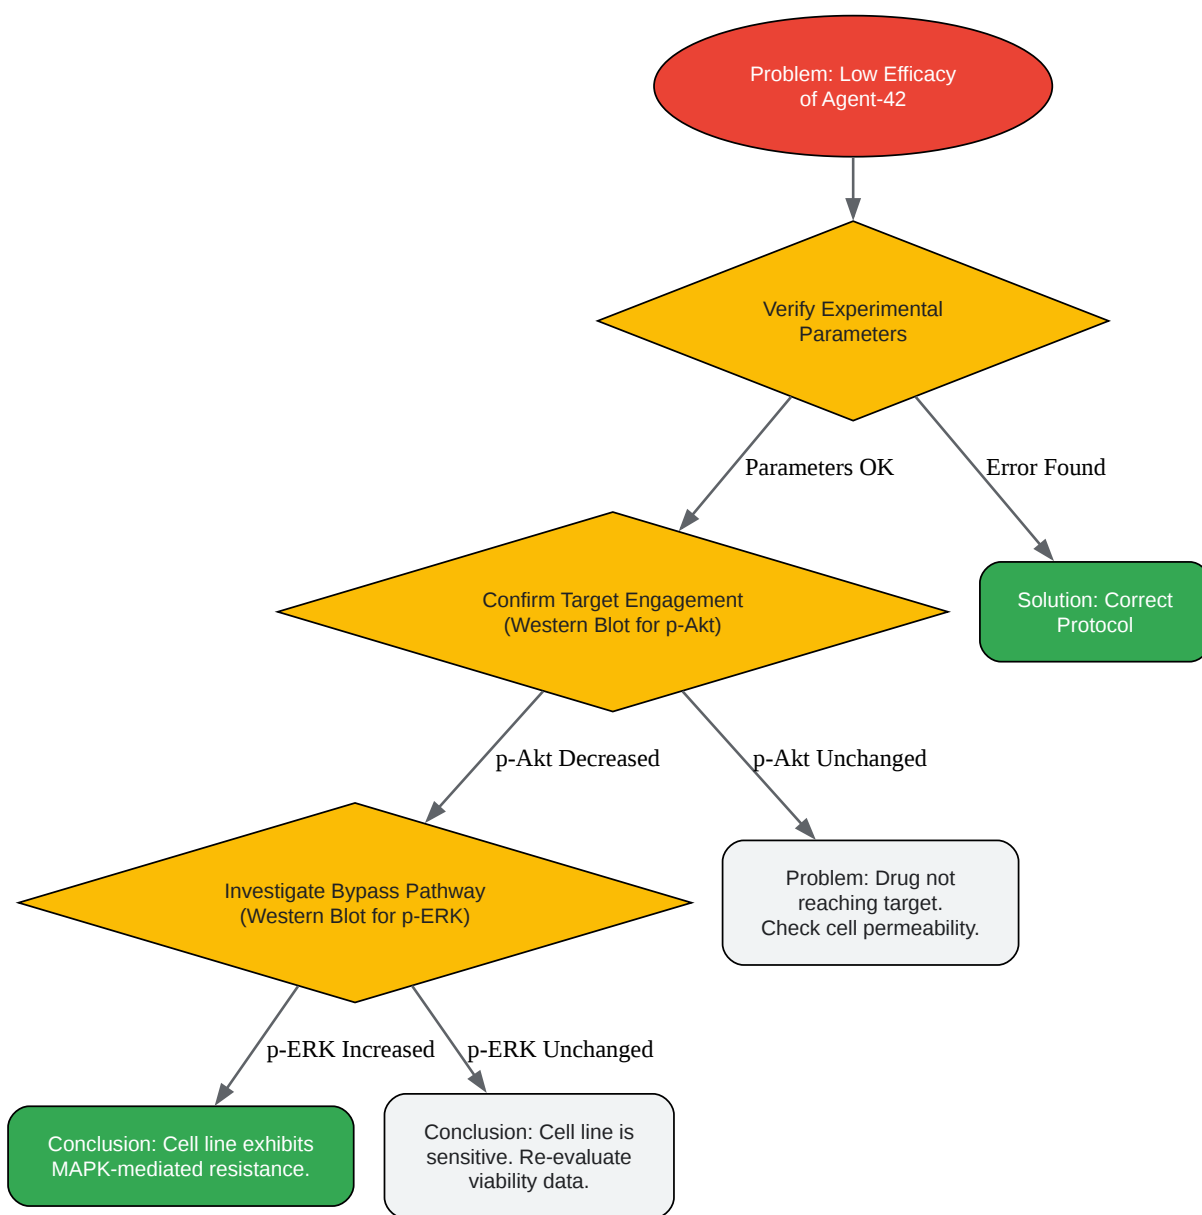 Problem: Low Efficacy
of Agent-42
Verify Experimental
Parameters
Parameters OK
Error Found
Confirm Target Engagement
(Western Blot for p-Akt)
Solution: Correct
Protocol
p-Akt Decreased
p-Akt Unchanged
Investigate Bypass Pathway
(Western Blot for p-ERK)
Problem: Drug not
reaching target.
Check cell permeability.
p-ERK Increased
p-ERK Unchanged
Conclusion: Cell line exhibits
MAPK-mediated resistance.
Conclusion: Cell line is
sensitive. Re-evaluate
viability data.